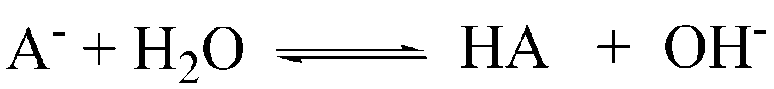 A⁻ + H₂O ⇌ HA + OH⁻